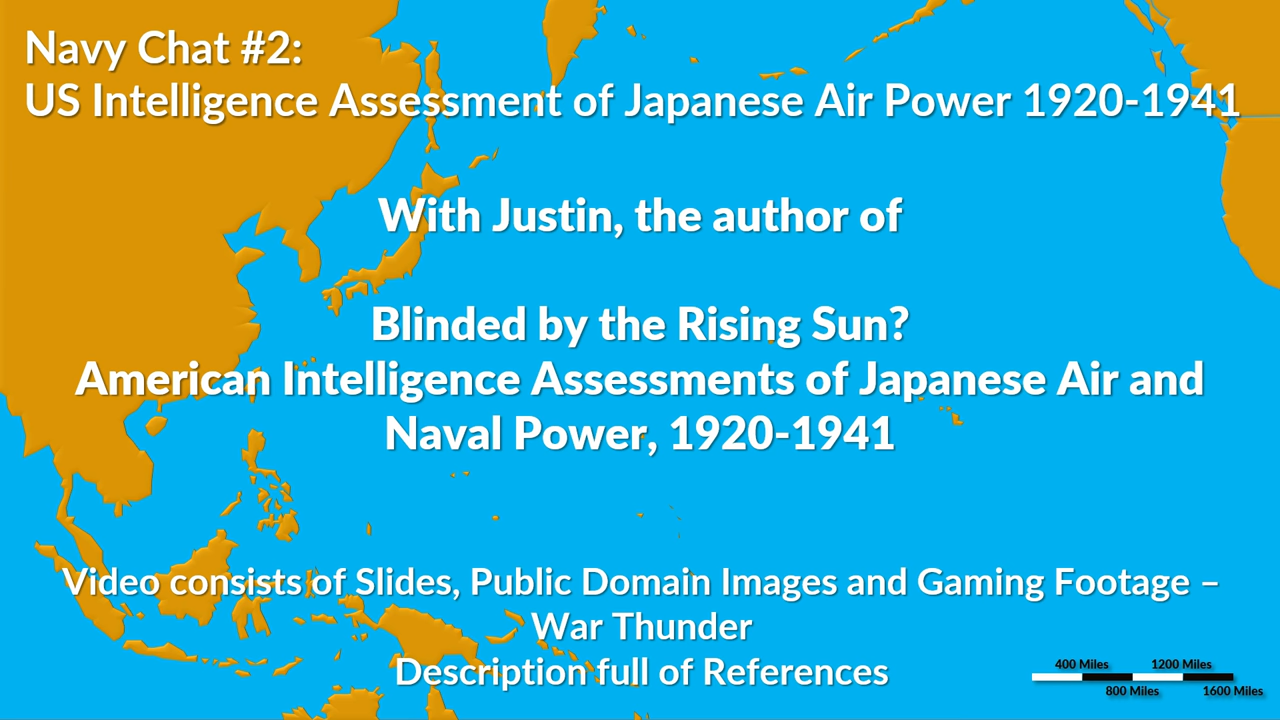 Navy Chat #2:
US Intelligence Assessment of Japanese Air Power 1920-1941
With Justin, the author of
Blinded by the Rising Sun?
American Intelligence Assessments of Japanese Air and
Naval Power, 1920-1941
Video consists of Slides, Public Domain Images and Gaming Footage –
War Thunder
Description full of References
400 Miles 1200 Miles
800 Miles 1600 Miles